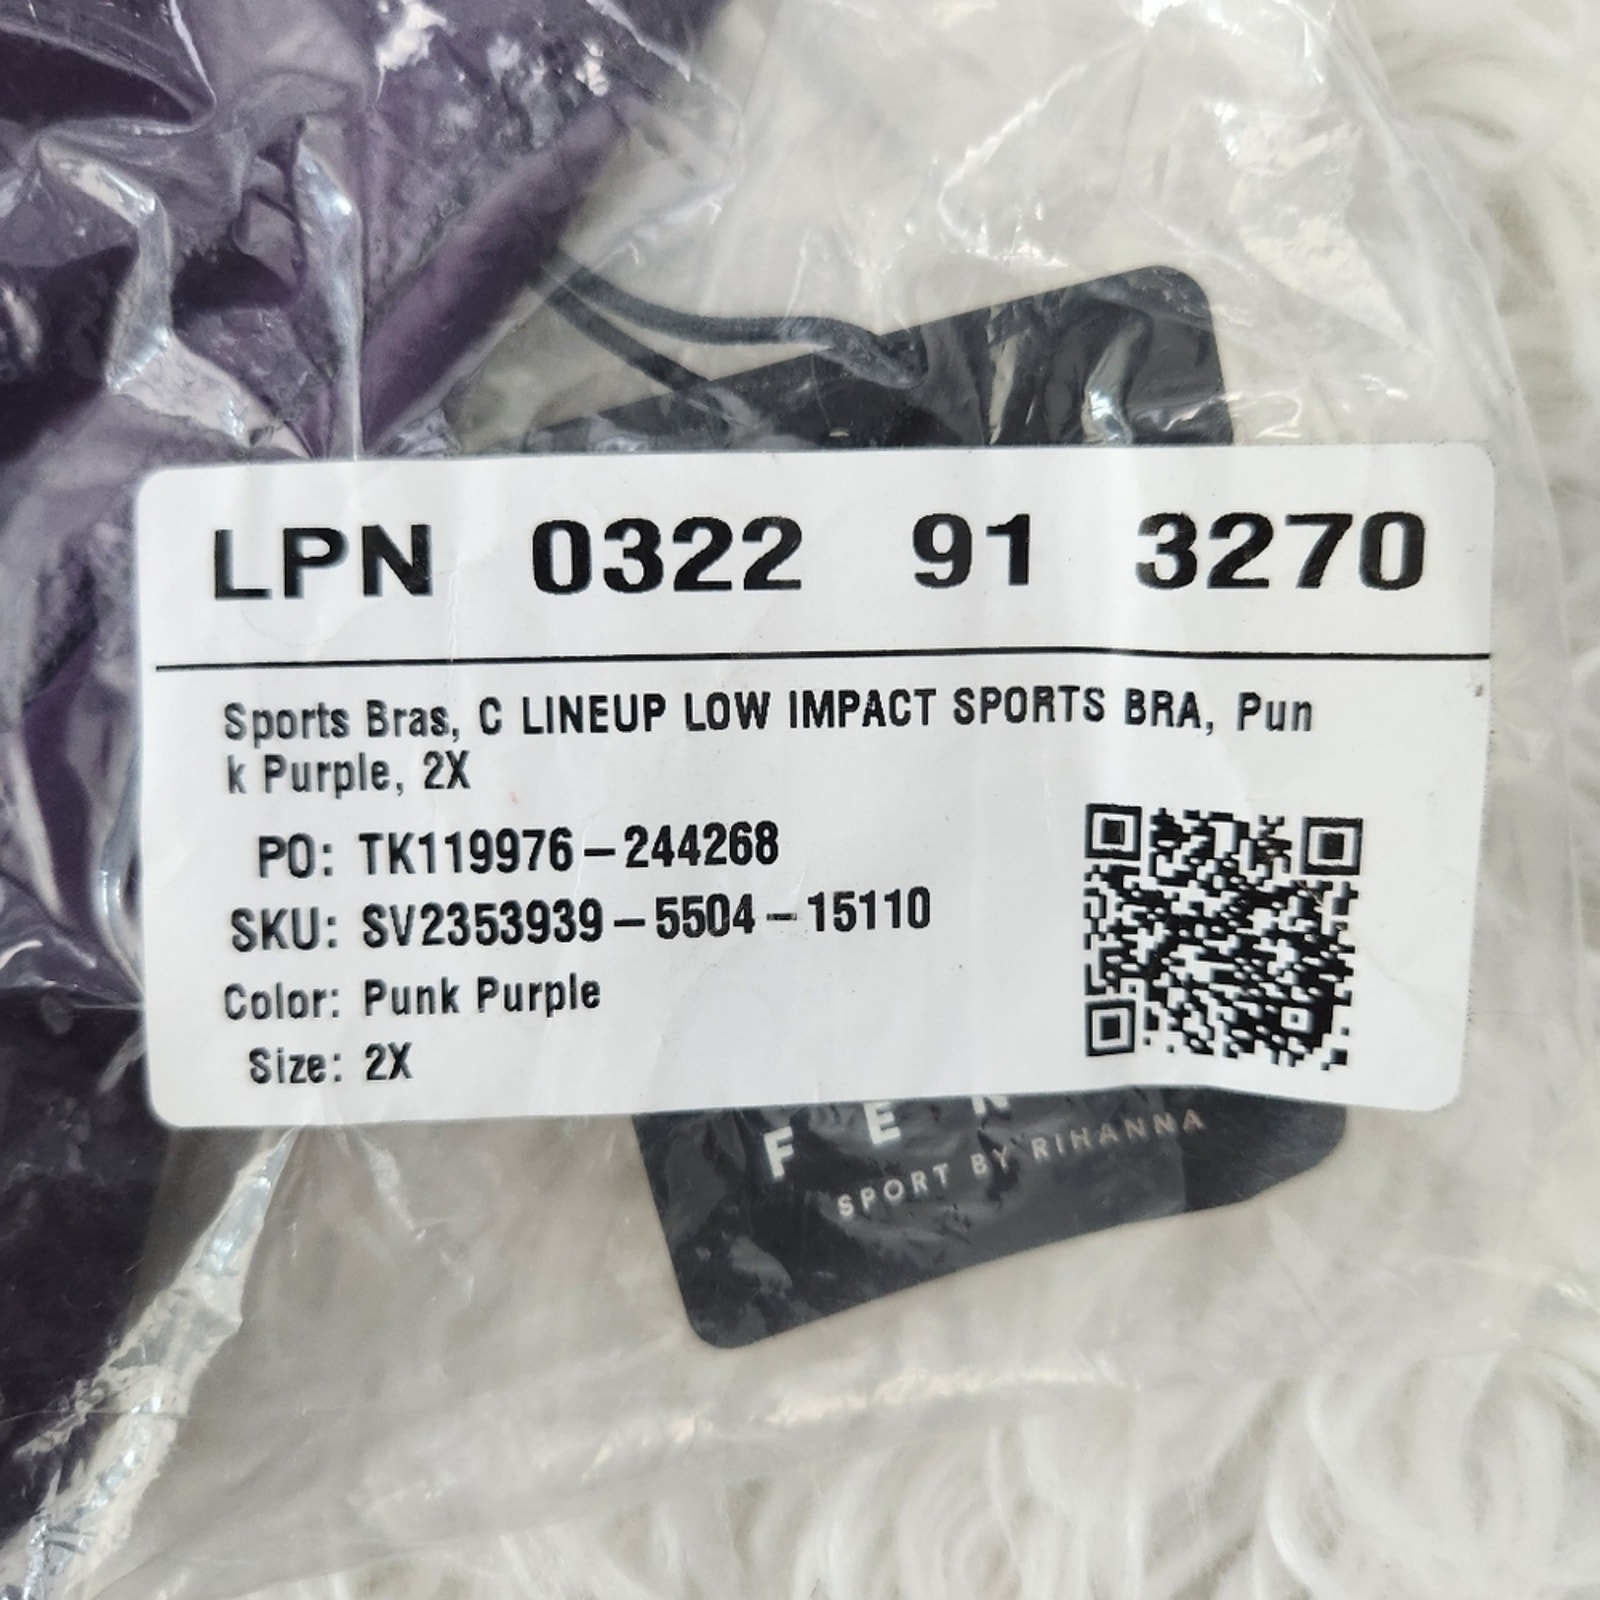 LPN 0322 91 3270
Sports Bras, C LINEUP LOW IMPACT SPORTS BRA, Pun
k Purple, 2X
PO: TK119976-244268
SKU: SV2353939-5504-15110
Color: Punk Purple
Size: 2X
F E N
SPORT BY RIHANNA